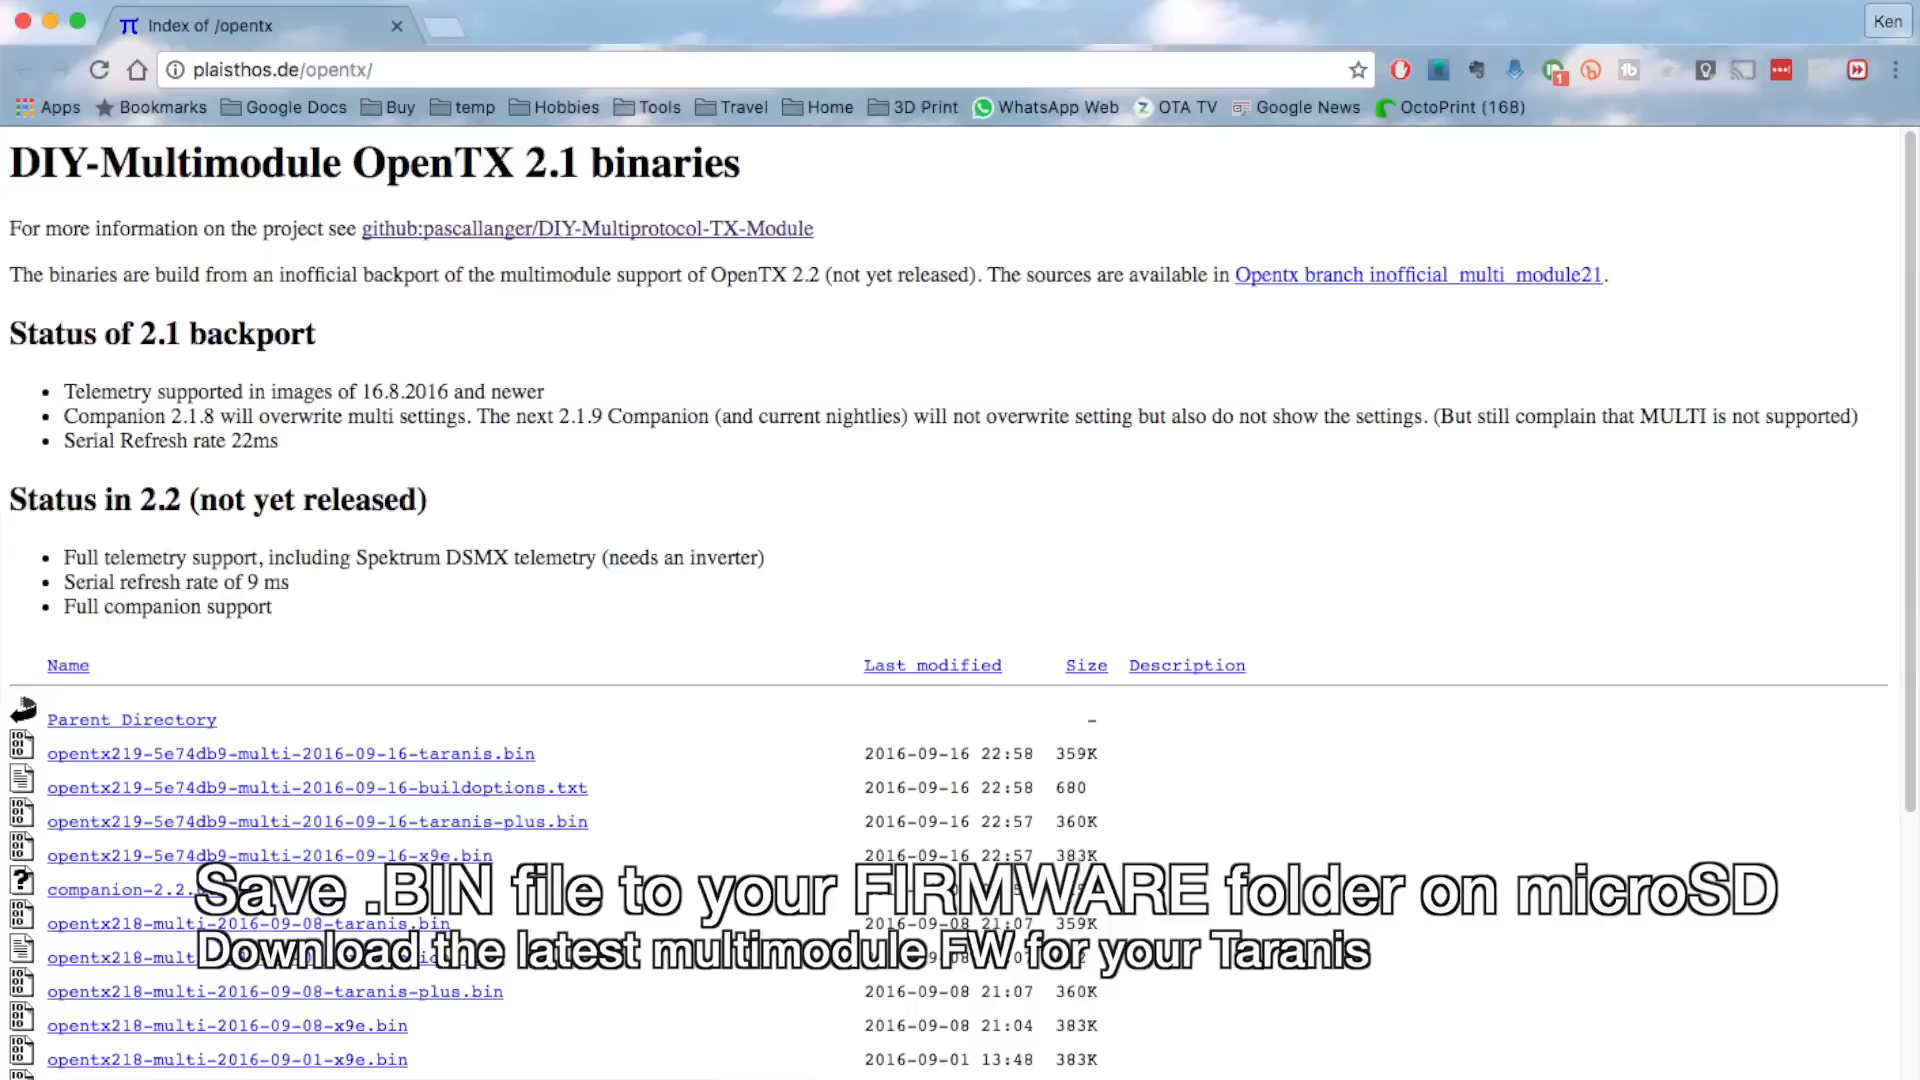 Index of /opentx
Ken
plaisthos.de/opentx/
1
Apps Bookmarks Google Docs Buy temp Hobbies Tools Travel Home 3D Print WhatsApp Web OTA TV Google News OctoPrint (168)
DIY-Multimodule OpenTX 2.1 binaries
For more information on the project see github:pascallanger/DIY-Multiprotocol-TX-Module
The binaries are build from an inofficial backport of the multimodule support of OpenTX 2.2 (not yet released). The sources are available in Opentx branch inofficial_multi_module21.
Status of 2.1 backport
Telemetry supported in images of 16.8.2016 and newer
Companion 2.1.8 will overwrite multi settings. The next 2.1.9 Companion (and current nightlies) will not overwrite setting but also do not show the settings. (But still complain that MULTI is not supported)
Serial Refresh rate 22ms
Status in 2.2 (not yet released)
Full telemetry support, including Spektrum DSMX telemetry (needs an inverter)
Serial refresh rate of 9 ms
Full companion support
Name Last modified Size Description
Parent Directory -
opentx219-5e74db9-multi-2016-09-16-taranis.bin 2016-09-16 22:58 359K
opentx219-5e74db9-multi-2016-09-16-buildoptions.txt 2016-09-16 22:58 680
opentx219-5e74db9-multi-2016-09-16-taranis-plus.bin 2016-09-16 22:57 360K
opentx219-5e74db9-multi-2016-09-16-x9e.bin 2016-09-16 22:57 383K
companion-2.2.
Save .BIN file to your FIRMWARE folder on microSD
opentx218-multi-2016-09-08-taranis.bin 2016-09-08 21:07 359K
Download the latest multimodule FW for your Taranis
opentx218-mult
opentx218-multi-2016-09-08-taranis-plus.bin 2016-09-08 21:07 360K
opentx218-multi-2016-09-08-x9e.bin 2016-09-08 21:04 383K
opentx218-multi-2016-09-01-x9e.bin 2016-09-01 13:48 383K